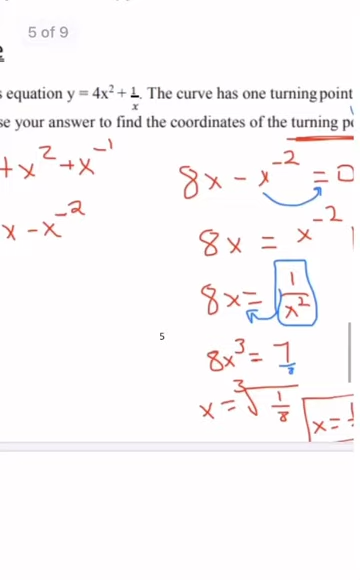 5 of 9
equation y = 4x² + 1/x. The curve has one turning point
your answer to find the coordinates of the turning
x² + x⁻¹
x - x⁻²
8x - x⁻² = 0
8x = x⁻²
8x = 1/x²
5
8x³ = 1
x = ³√(1/8)
x =